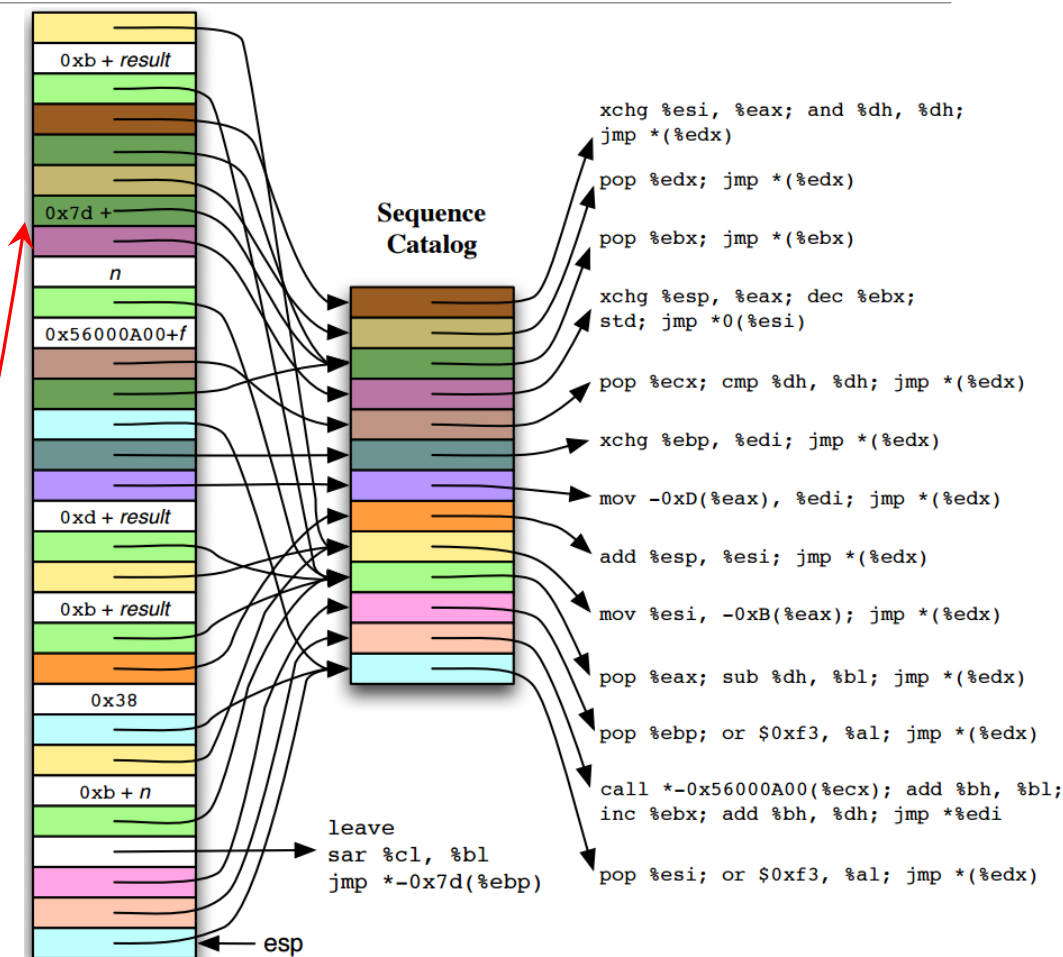 0xb + result
0x7d +
n
0x56000A00+f
0xd + result
0xb + result
0x38
0xb + n
leave
sar %cl, %bl
jmp *-0x7d(%ebp)
esp
Sequence
Catalog
xchg %esi, %eax; and %dh, %dh;
jmp *(%edx)
pop %edx; jmp *(%edx)
pop %ebx; jmp *(%ebx)
xchg %esp, %eax; dec %ebx;
std; jmp *0(%esi)
pop %ecx; cmp %dh, %dh; jmp *(%edx)
xchg %ebp, %edi; jmp *(%edx)
mov -0xD(%eax), %edi; jmp *(%edx)
add %esp, %esi; jmp *(%edx)
mov %esi, -0xB(%eax); jmp *(%edx)
pop %eax; sub %dh, %bl; jmp *(%edx)
pop %ebp; or $0xf3, %al; jmp *(%edx)
call *-0x56000A00(%ecx); add %bh, %bl;
inc %ebx; add %bh, %dh; jmp *%edi
pop %esi; or $0xf3, %al; jmp *(%edx)